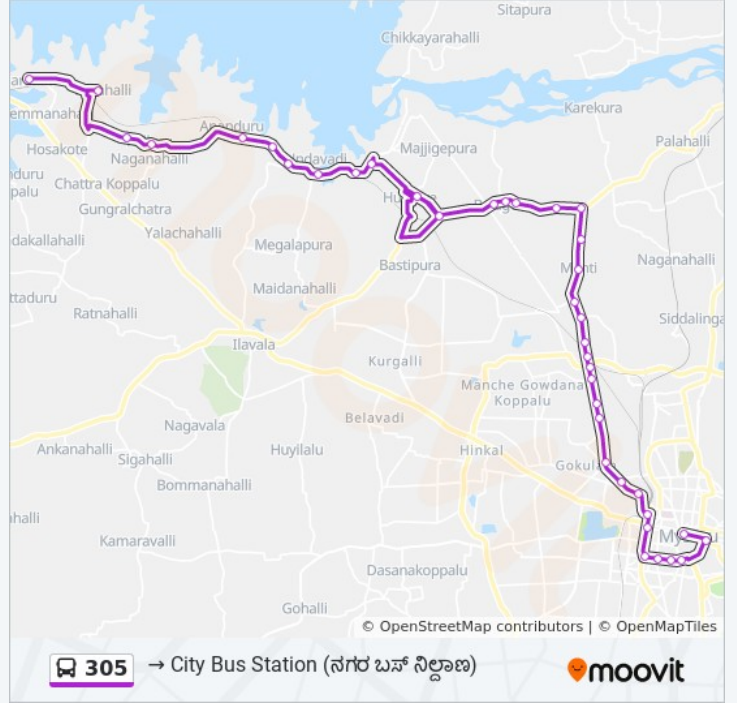 Sitapura
Chikkayarahalli
Karekura
Palahalli
Hosakote
Naganahalli
Majjigepura
Chattra Koppalu
Gungralchatra
Yalachahalli
Megalapura
Bastipura
Naganahalli
Maidanahalli
Ratnahalli
Ilavala
Kurgalli
Manche Gowdana
Koppalu
Belavadi
Nagavala
Hinkal
Ankanahalli
Sigahalli
Huyilalu
Bommanahalli
Kamaravalli
Dasanakoppalu
Gohalli
© OpenStreetMap contributors | © OpenMapTiles
305 → City Bus Station (ನಗರ ಬಸ್ ನಿಲ್ದಾಣ) moovit